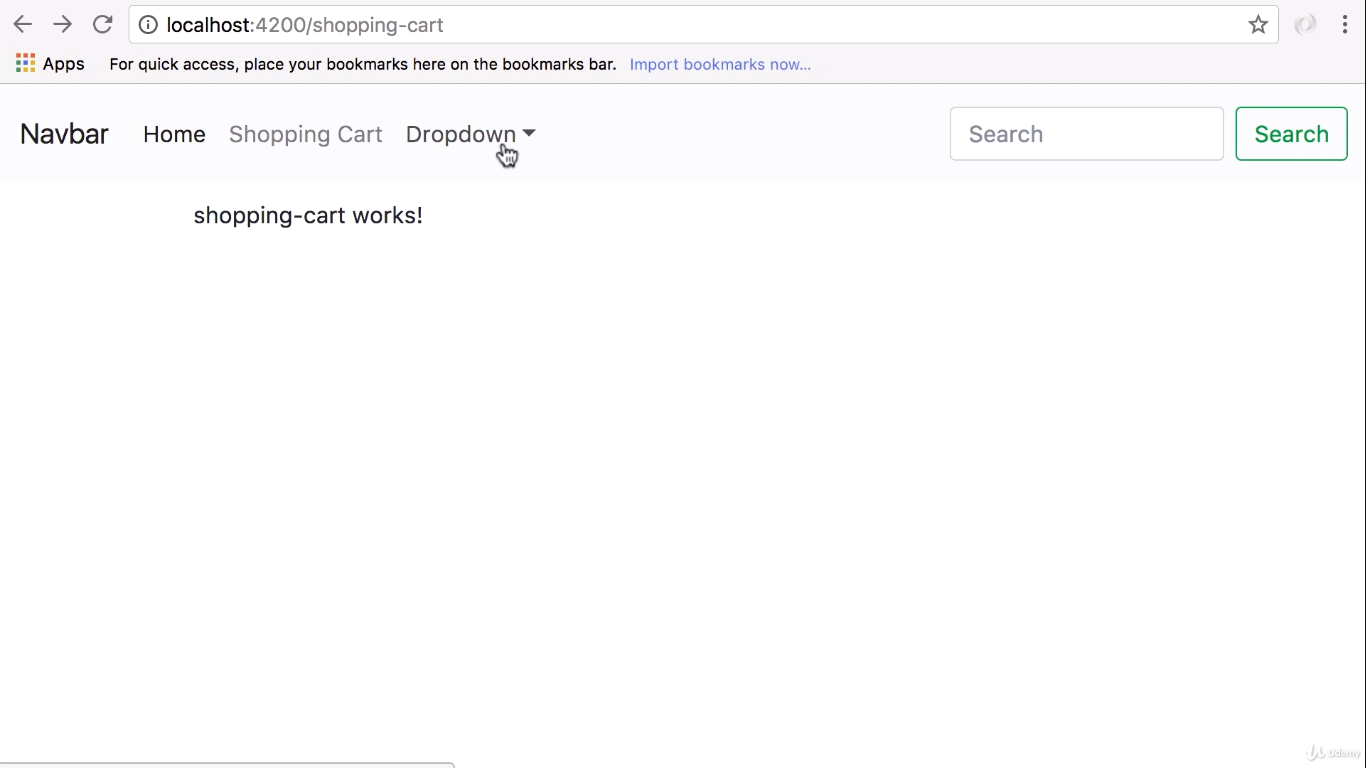 localhost:4200/shopping-cart
Apps For quick access, place your bookmarks here on the bookmarks bar. Import bookmarks now...
Navbar Home Shopping Cart Dropdown Search Search
shopping-cart works!
Udemy